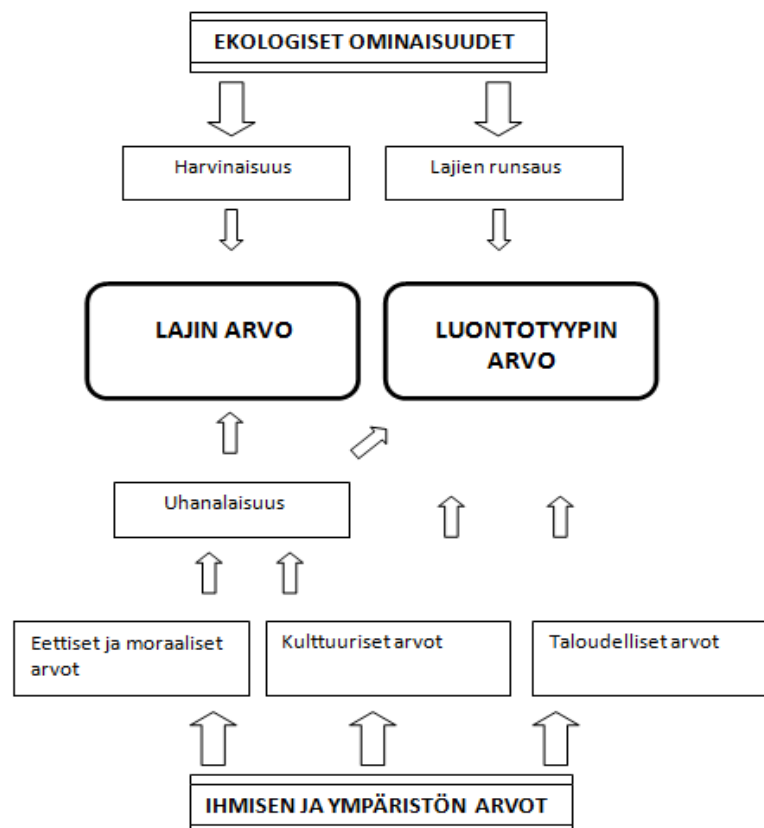 EKOLOGISET OMINAISUUDET
Harvinaisuus
Lajien runsaus
LAJIN ARVO
LUONTOTYYPIN
ARVO
Uhanalaisuus
Eettiset ja moraaliset
arvot
Kulttuuriset arvot
Taloudelliset arvot
IHMISEN JA YMPÄRISTÖN ARVOT